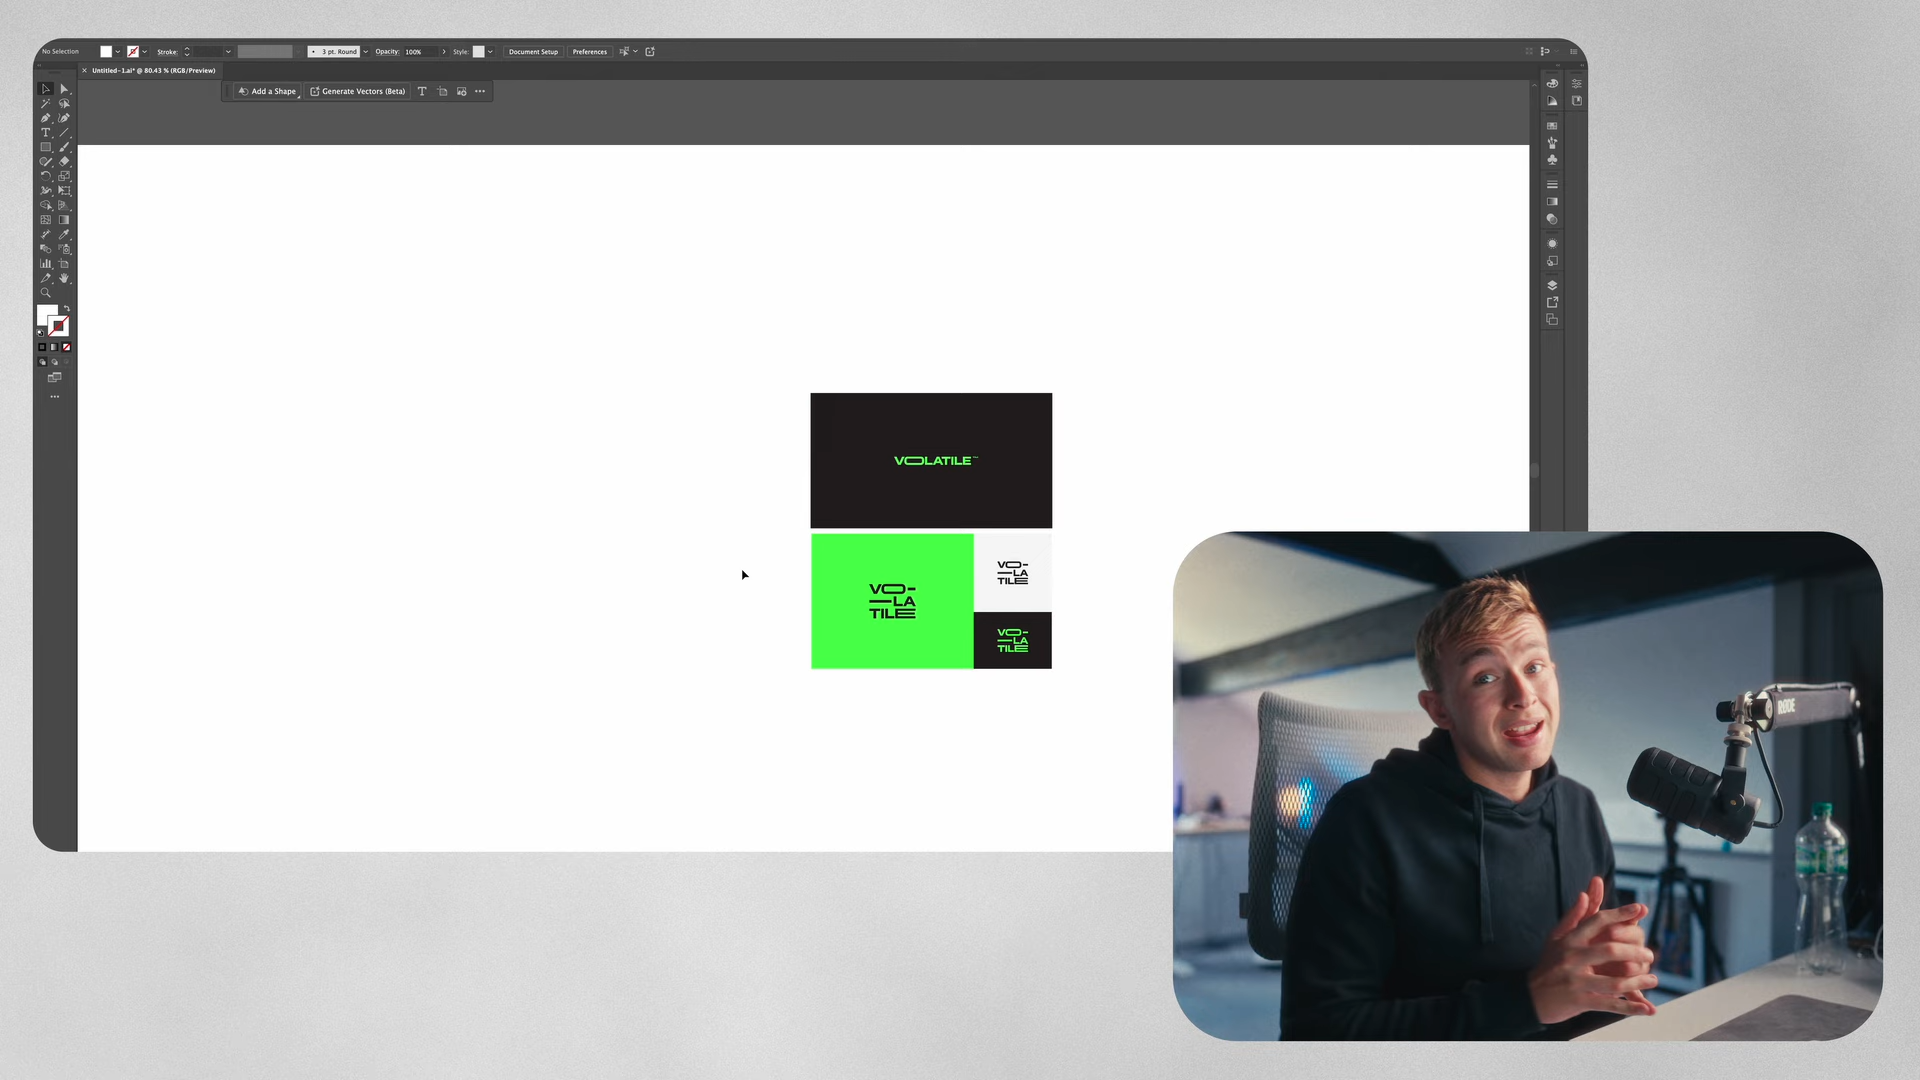 No Selection
Stroke:
3 pt. Round
Opacity: 100%
Style:
Document Setup
Preferences
× Untitled-1.ai* @ 80.43 % (RGB/Preview)
Add a Shape
Generate Vectors (Beta)
VOLATILE™
VO-
—LA
TILE
VO-
—LA
TILE
VO-
—LA
TILE
RØDE